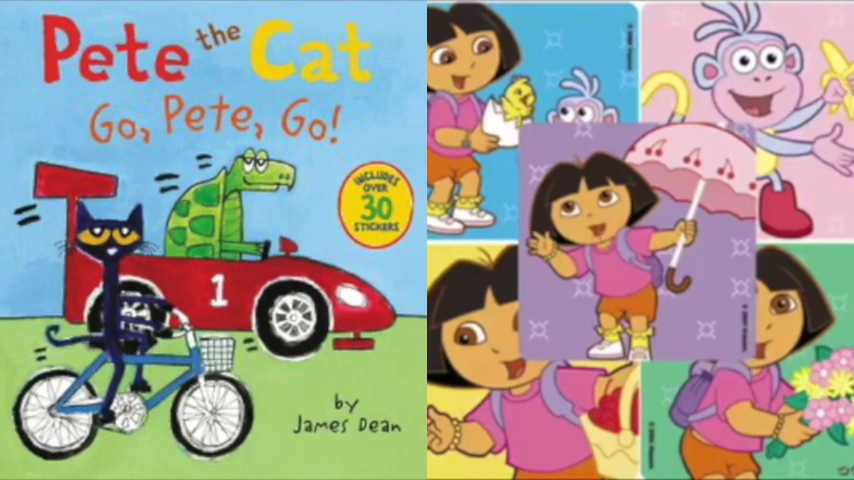 Pete the Cat
Go, Pete, Go!
INCLUDES
OVER
30
STICKERS
1
by
James Dean